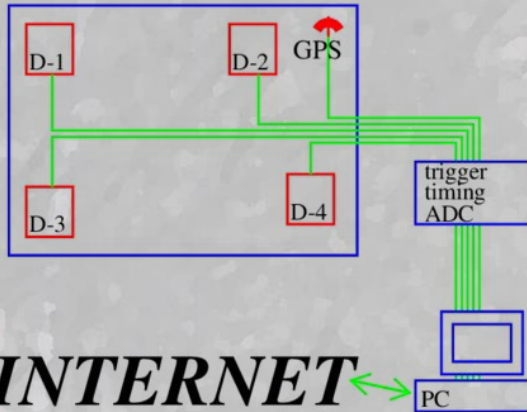 D-1
D-2
GPS
trigger
timing
ADC
D-3
D-4
INTERNET
PC